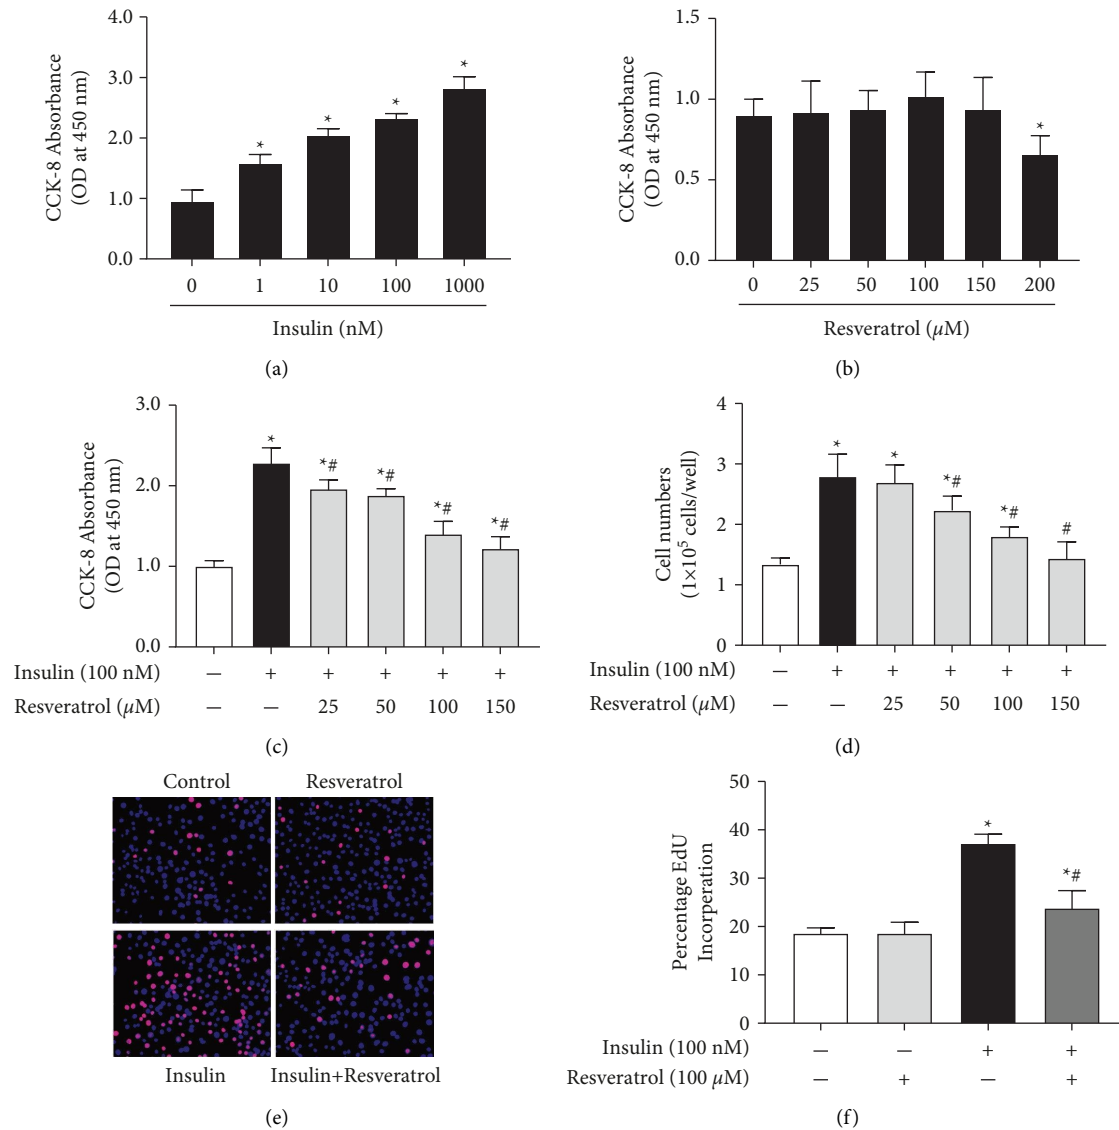 4.0
3.0
2.0
1.0
0.0
CCK-8 Absorbance
(OD at 450 nm)
*
*
*
*
0 1 10 100 1000
Insulin (nM)
(a)
1.5
1.0
0.5
0.0
CCK-8 Absorbance
(OD at 450 nm)
*
0 25 50 100 150 200
Resveratrol (μM)
(b)
3.0
2.0
1.0
0.0
CCK-8 Absorbance
(OD at 450 nm)
*
*#
*#
*#
*#
Insulin (100 nM) — + + + + +
Resveratrol (μM) — — 25 50 100 150
(c)
4
3
2
1
0
Cell numbers
(1×10⁵ cells/well)
*
*
*#
*#
#
Insulin (100 nM) — + + + + +
Resveratrol (μM) — — 25 50 100 150
(d)
Control Resveratrol
Insulin Insulin+Resveratrol
(e)
50
40
30
20
10
0
Percentage EdU
Incorperation
*
*#
Insulin (100 nM) — — + +
Resveratrol (100 μM) — + — +
(f)